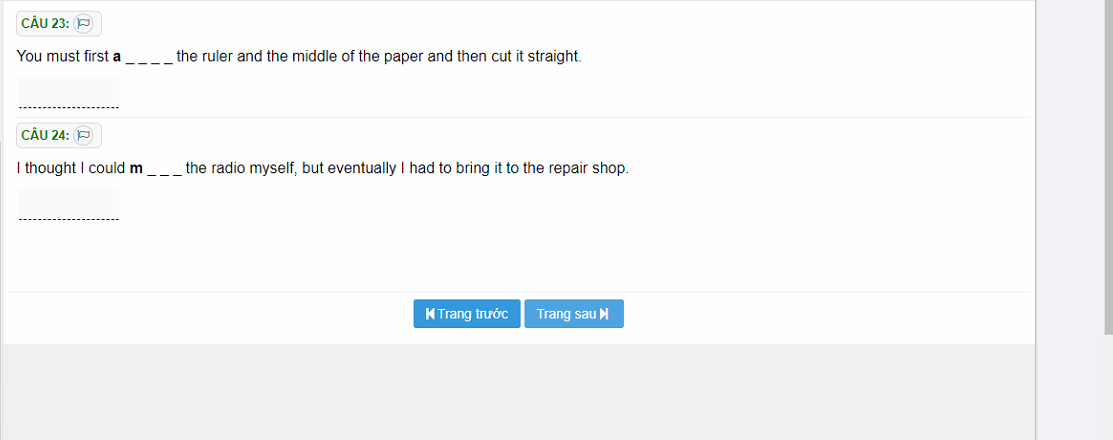 CÂU 23:
You must first a _ _ _ _ the ruler and the middle of the paper and then cut it straight.
CÂU 24:
I thought I could m _ _ _ the radio myself, but eventually I had to bring it to the repair shop.
Trang trước Trang sau